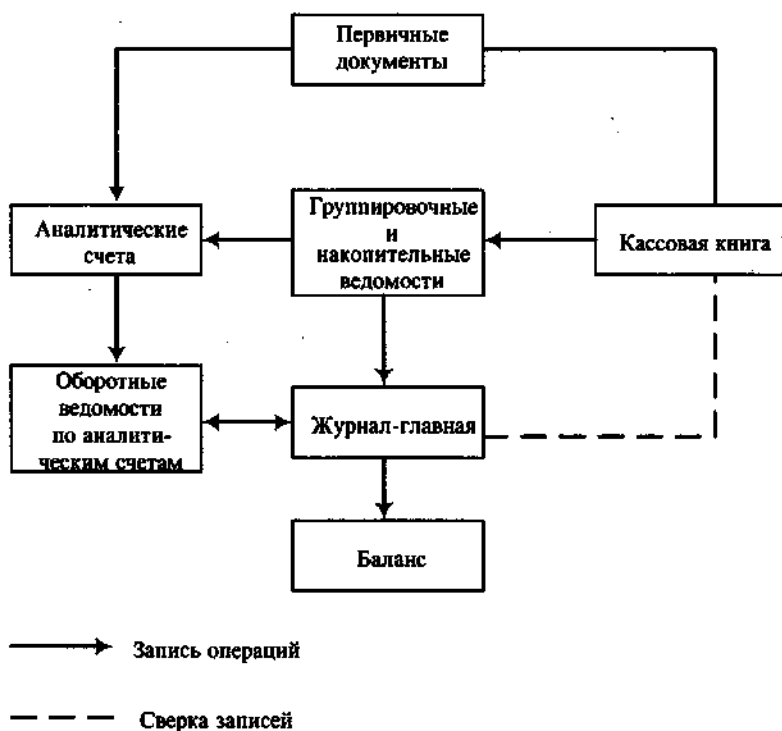 Первичные
документы
Аналитические
счета
Группировочные
и
накопительные
ведомости
Кассовая книга
Оборотные
ведомости
по аналити-
ческим счетам
Журнал-главная
Баланс
Запись операций
Сверка записей